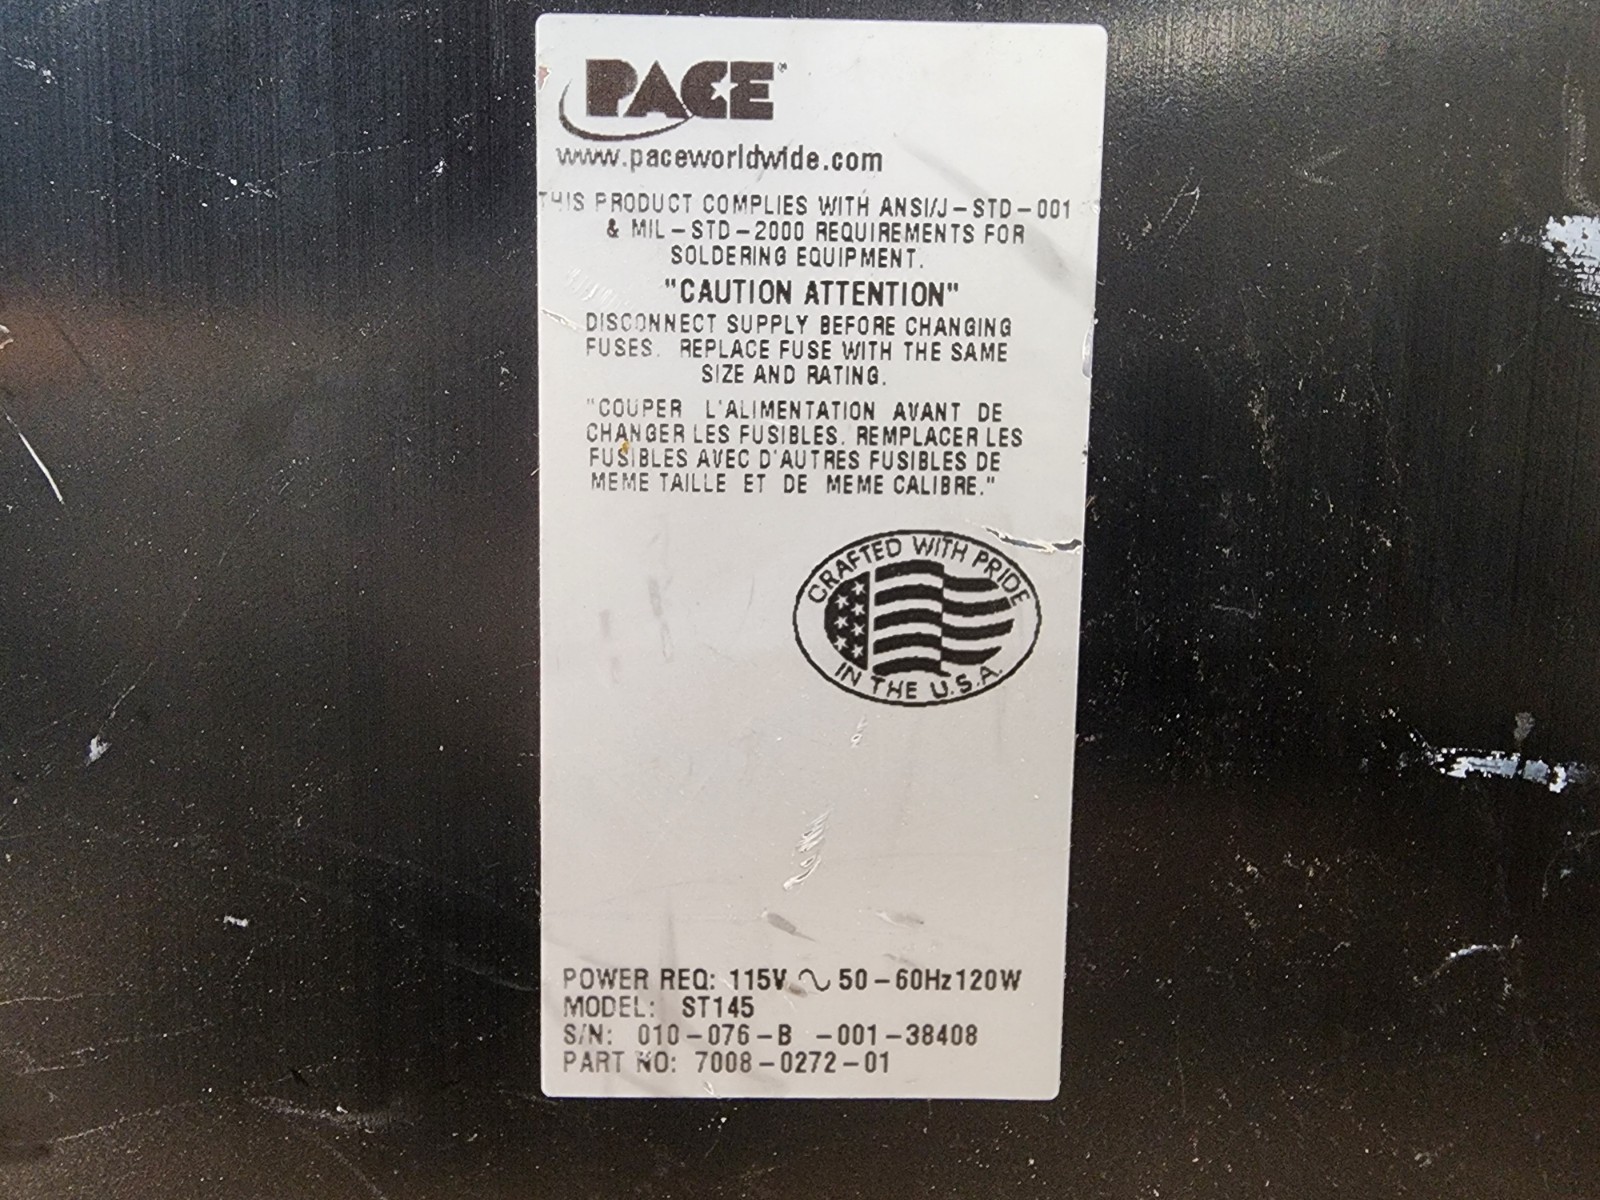 PACE®
www.paceworldwide.com
THIS PRODUCT COMPLIES WITH ANSI/J-STD-001
& MIL-STD-2000 REQUIREMENTS FOR
SOLDERING EQUIPMENT.
"CAUTION ATTENTION"
DISCONNECT SUPPLY BEFORE CHANGING
FUSES. REPLACE FUSE WITH THE SAME
SIZE AND RATING.
"COUPER L'ALIMENTATION AVANT DE
CHANGER LES FUSIBLES. REMPLACER LES
FUSIBLES AVEC D'AUTRES FUSIBLES DE
MEME TAILLE ET DE MEME CALIBRE."
CRAFTED WITH PRIDE
IN THE U.S.A.
POWER REQ: 115V ∿ 50-60Hz 120W
MODEL: ST145
S/N: 010-076-B -001-38408
PART NO: 7008-0272-01